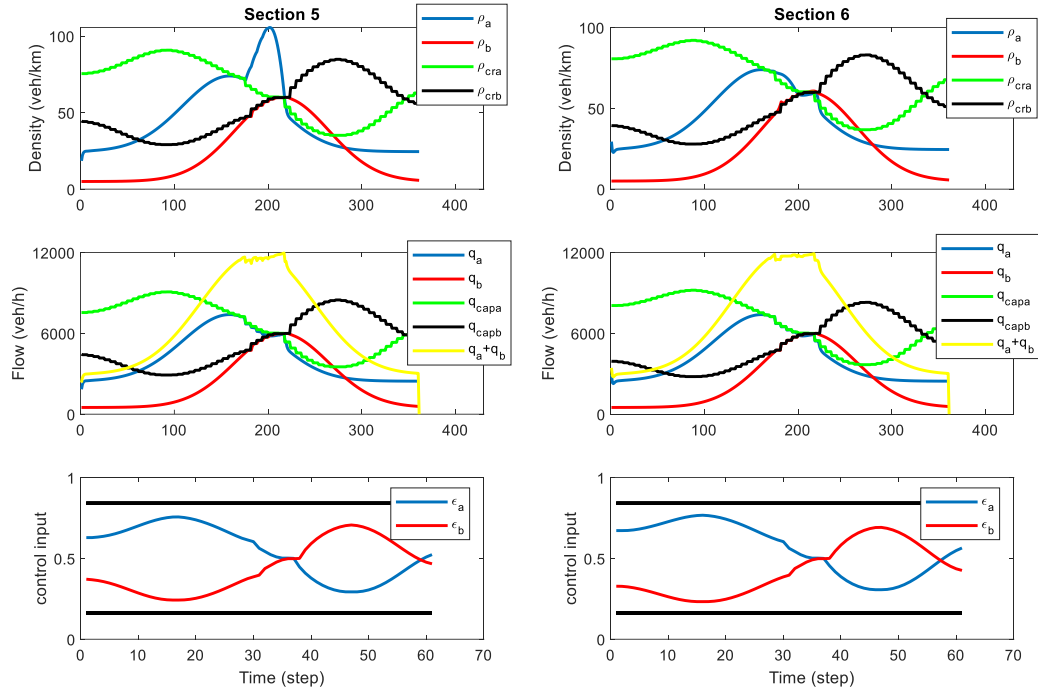 Section 5
100
50
0
Density (veh/km)
0 100 200 300 400
ρa
ρb
ρcra
ρcrb
Section 6
100
50
0
Density (veh/km)
0 100 200 300 400
ρa
ρb
ρcra
ρcrb
12000
6000
0
Flow (veh/h)
0 100 200 300 400
qa
qb
qcapa
qcapb
qa+qb
12000
6000
0
Flow (veh/h)
0 100 200 300 400
qa
qb
qcapa
qcapb
qa+qb
1
0.5
0
control input
0 10 20 30 40 50 60 70
Time (step)
ϵa
ϵb
1
0.5
0
control input
0 10 20 30 40 50 60 70
Time (step)
ϵa
ϵb